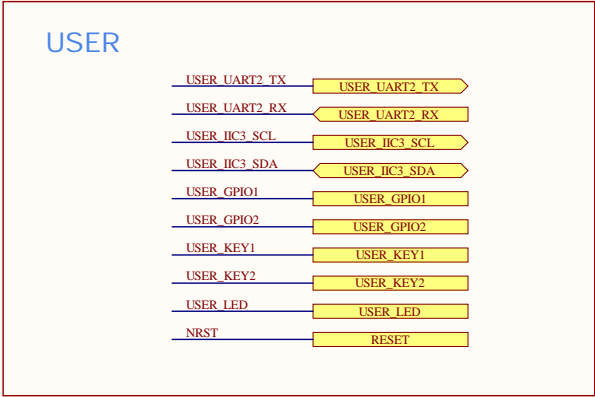 USER
USER_UART2_TX USER_UART2_TX
USER_UART2_RX USER_UART2_RX
USER_IIC3_SCL USER_IIC3_SCL
USER_IIC3_SDA USER_IIC3_SDA
USER_GPIO1 USER_GPIO1
USER_GPIO2 USER_GPIO2
USER_KEY1 USER_KEY1
USER_KEY2 USER_KEY2
USER_LED USER_LED
NRST RESET